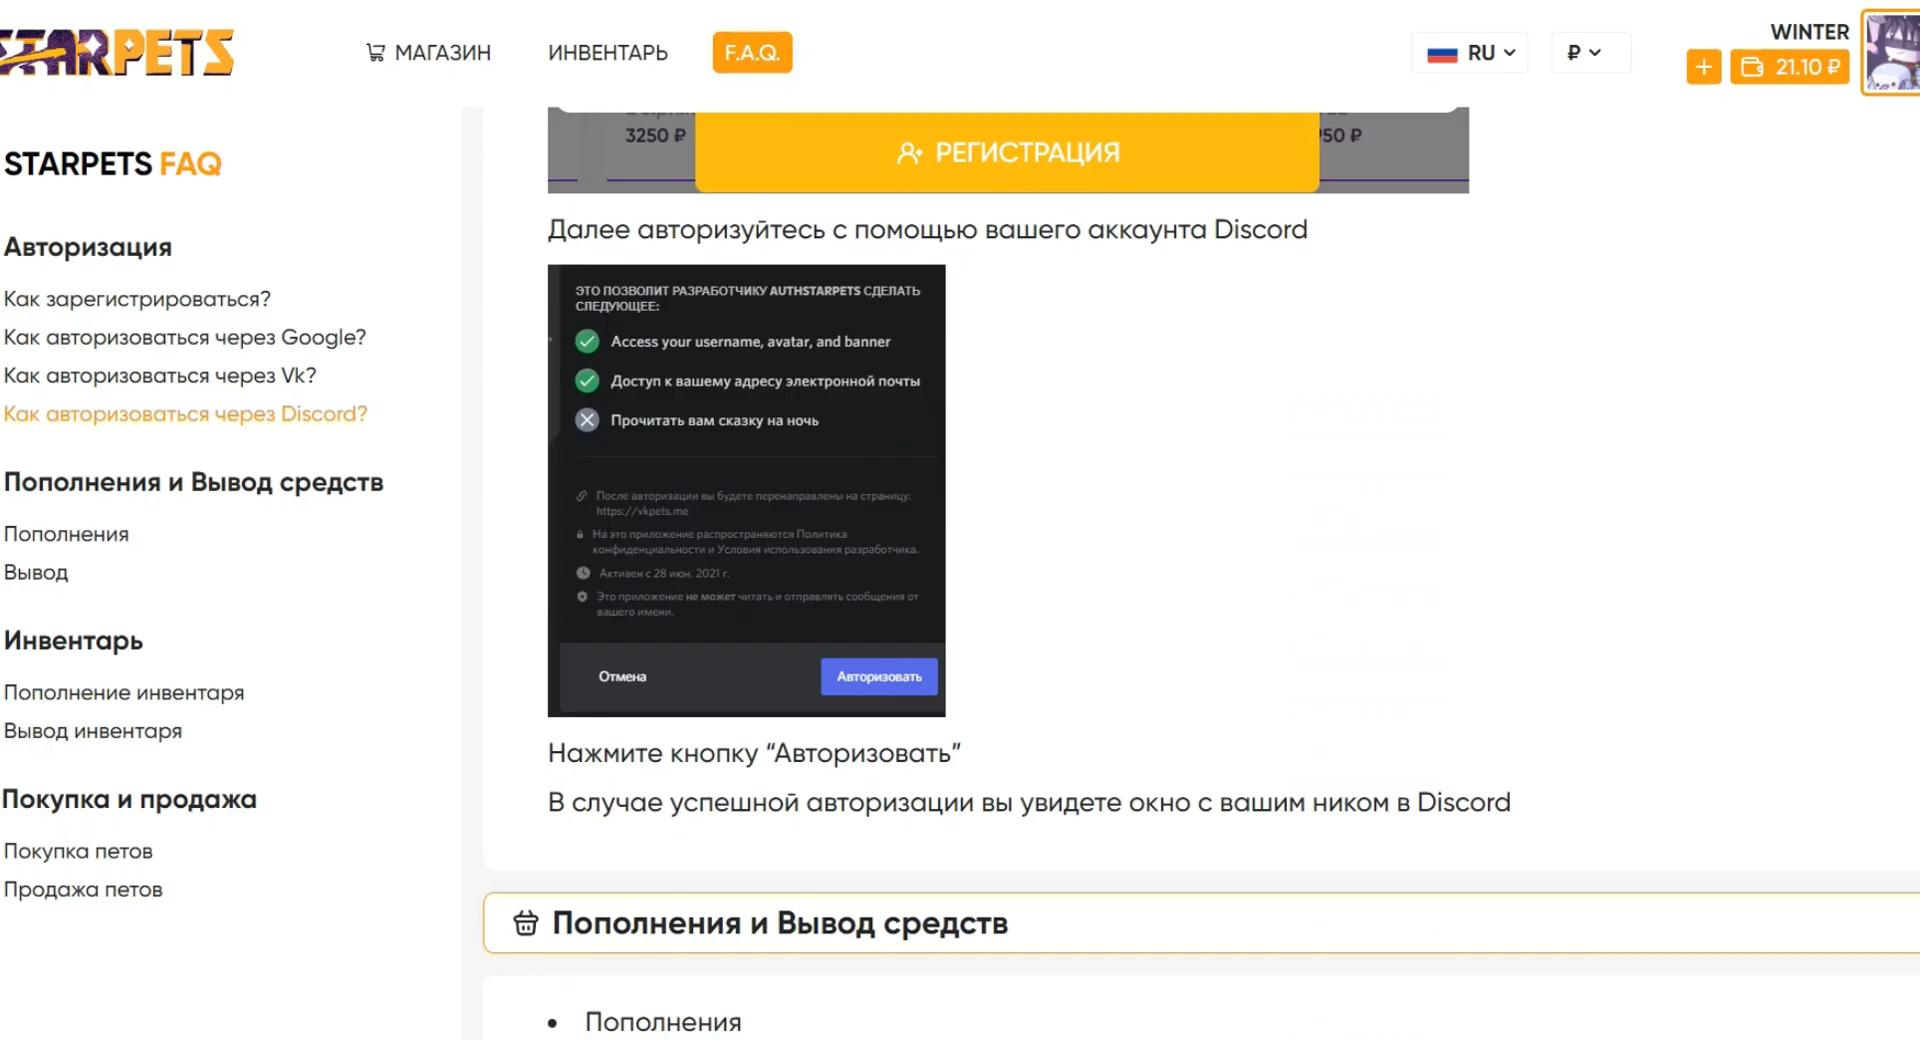 STARPETS
МАГАЗИН
ИНВЕНТАРЬ
F.A.Q.
RU
₽
WINTER
+
21.10 ₽
STARPETS FAQ
Авторизация
Как зарегистрироваться?
Как авторизоваться через Google?
Как авторизоваться через Vk?
Как авторизоваться через Discord?
Пополнения и Вывод средств
Пополнения
Вывод
Инвентарь
Пополнение инвентаря
Вывод инвентаря
Покупка и продажа
Покупка петов
Продажа петов
3250 ₽
РЕГИСТРАЦИЯ
50 ₽
Далее авторизуйтесь с помощью вашего аккаунта Discord
ЭТО ПОЗВОЛИТ РАЗРАБОТЧИКУ AUTHSTARPETS СДЕЛАТЬ
СЛЕДУЮЩЕЕ:
Access your username, avatar, and banner
Доступ к вашему адресу электронной почты
Прочитать вам сказку на ночь
После авторизации вы будете перенаправлены на страницу:
https://vkpets.me
На это приложение распространяются Политика
конфиденциальности и Условия использования разработчика.
Активен с 28 июн. 2021 г.
Это приложение не может читать и отправлять сообщения от
вашего имени.
Отмена
Авторизовать
Нажмите кнопку “Авторизовать”
В случае успешной авторизации вы увидете окно с вашим ником в Discord
Пополнения и Вывод средств
• Пополнения